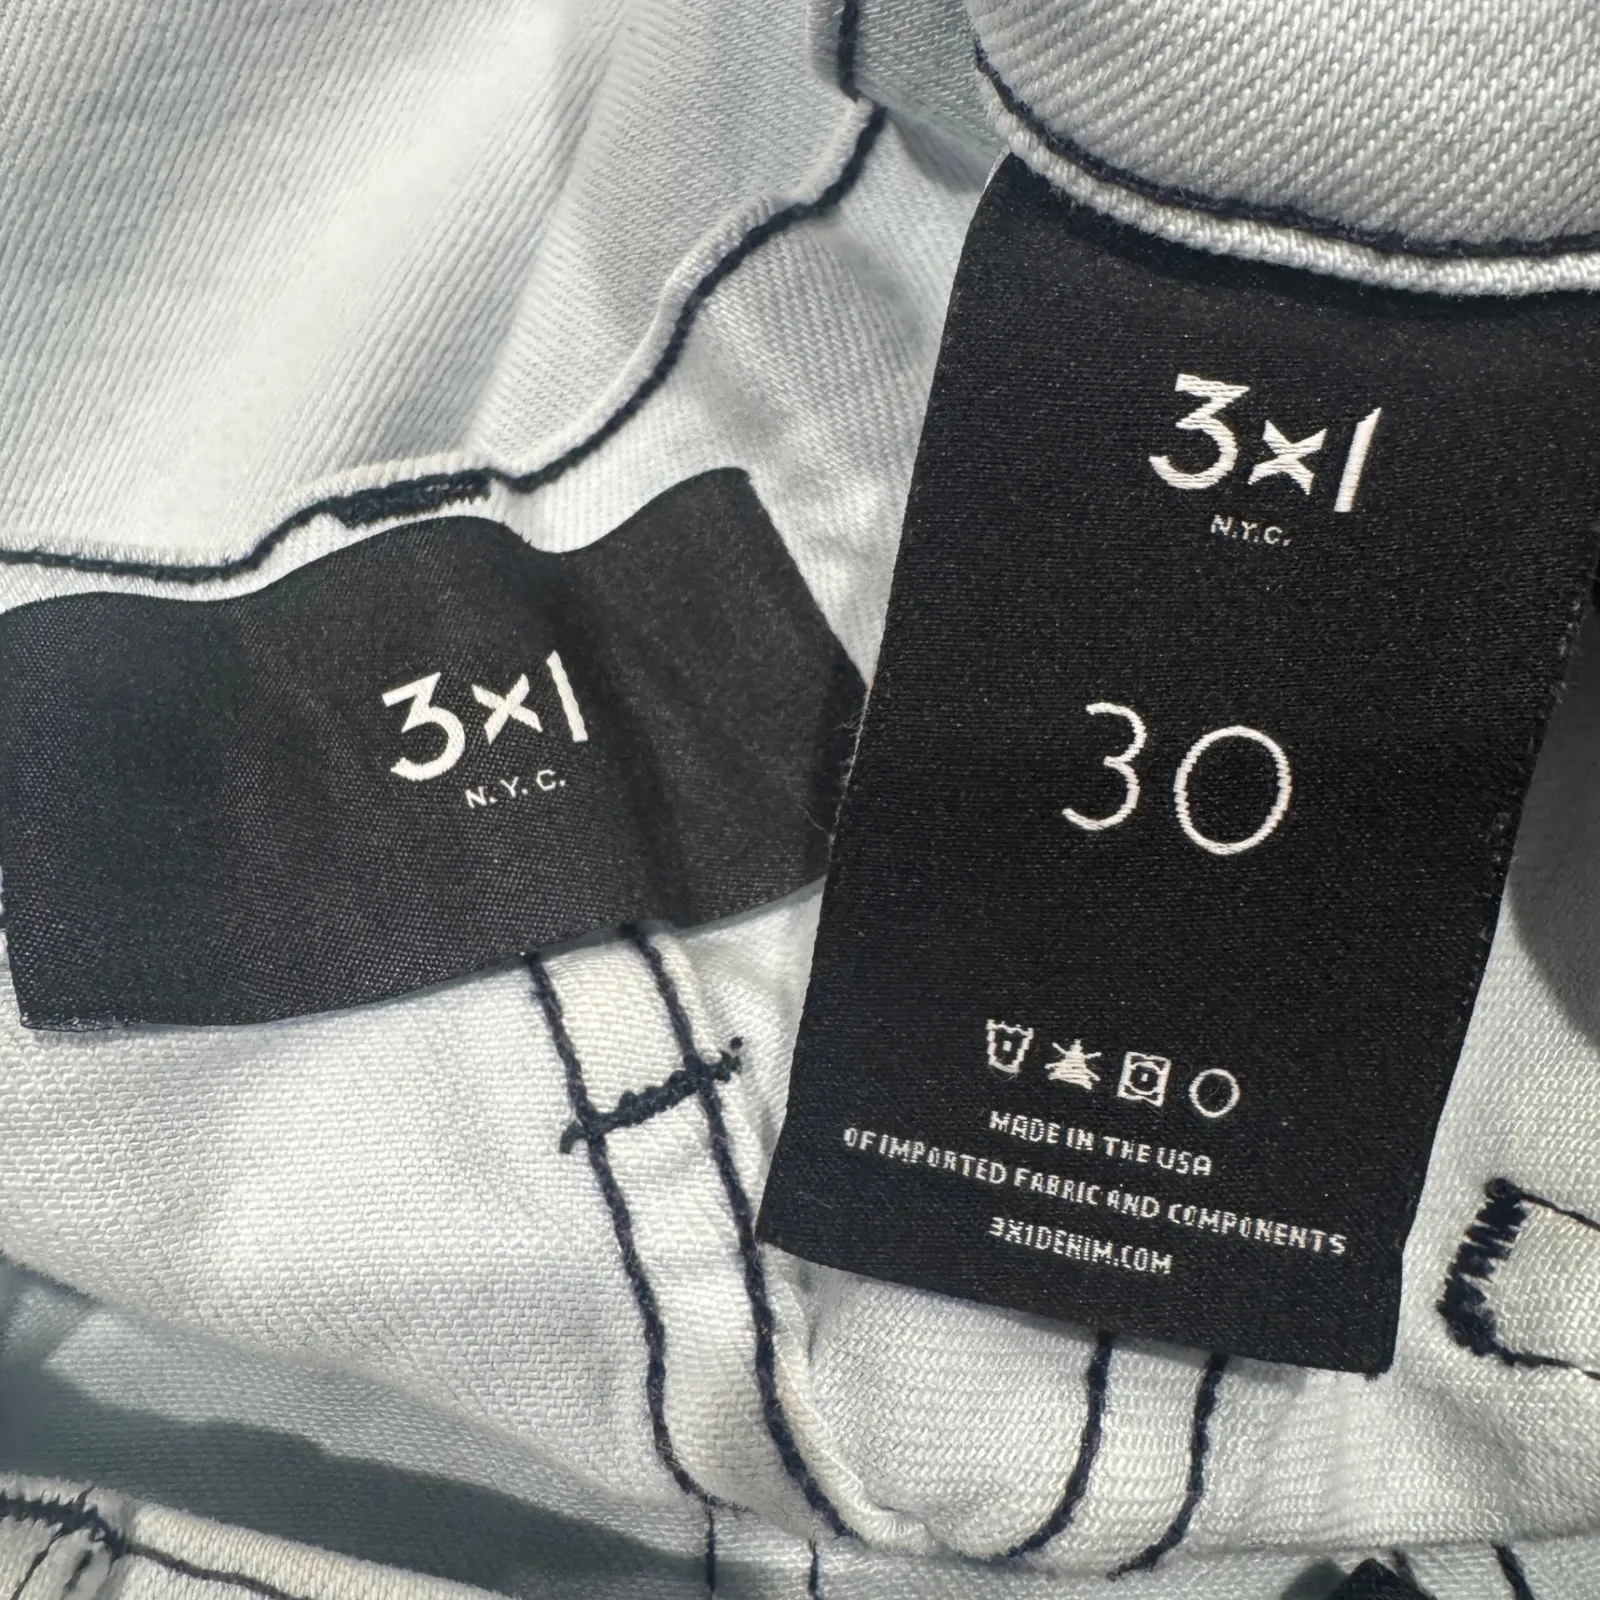 3x1
N.Y.C.
3x1
N.Y.C.
30
MADE IN THE USA
OF IMPORTED FABRIC AND COMPONENTS
3X1DENIM.COM